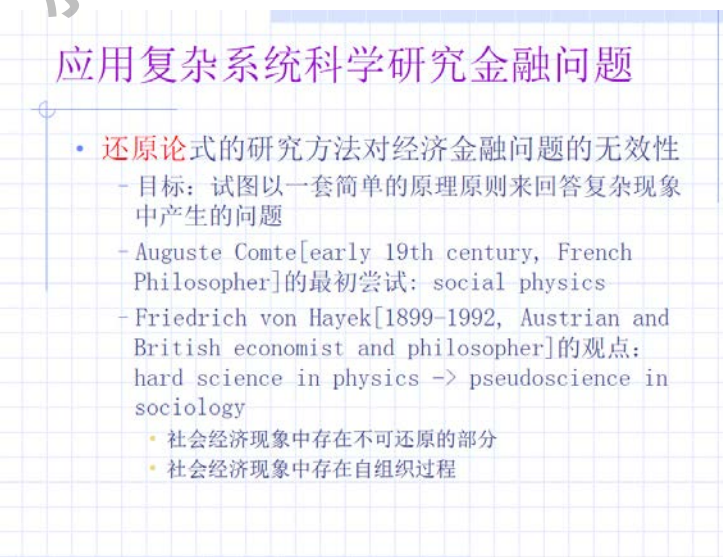 应用复杂系统科学研究金融问题
• 还原论式的研究方法对经济金融问题的无效性
－目标：试图以一套简单的原理原则来回答复杂现象
中产生的问题
－Auguste Comte[early 19th century, French
Philosopher]的最初尝试: social physics
－Friedrich von Hayek[1899-1992, Austrian and
British economist and philosopher]的观点：
hard science in physics －> pseudoscience in
sociology
• 社会经济现象中存在不可还原的部分
• 社会经济现象中存在自组织过程